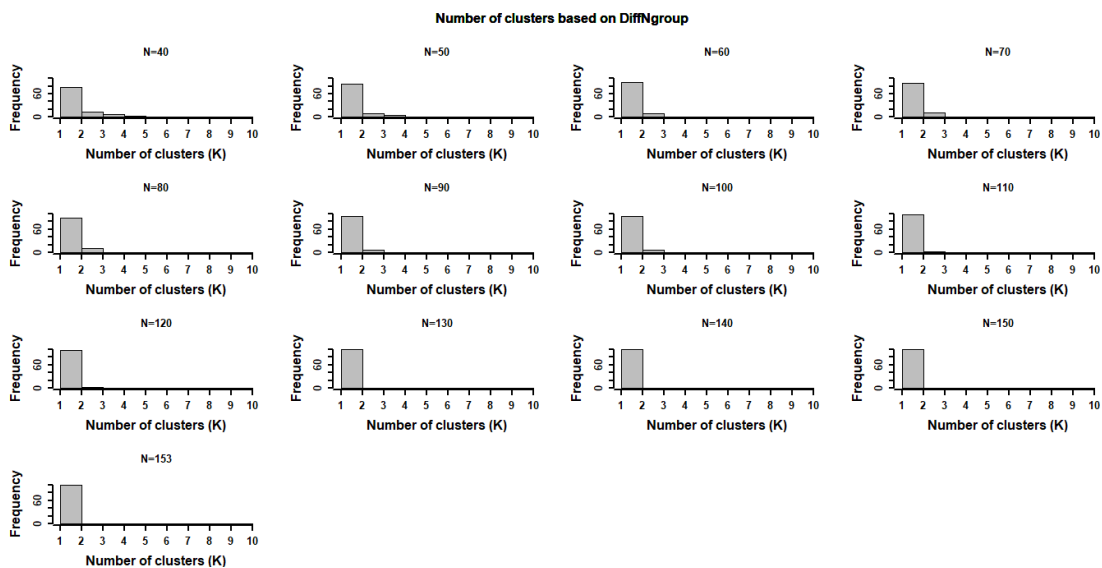 Number of clusters based on DiffNgroup
N=40
Frequency
0 60
1 2 3 4 5 6 7 8 9 10
Number of clusters (K)
N=50
Frequency
0 60
1 2 3 4 5 6 7 8 9 10
Number of clusters (K)
N=60
Frequency
0 60
1 2 3 4 5 6 7 8 9 10
Number of clusters (K)
N=70
Frequency
0 60
1 2 3 4 5 6 7 8 9 10
Number of clusters (K)
N=80
Frequency
0 60
1 2 3 4 5 6 7 8 9 10
Number of clusters (K)
N=90
Frequency
0 60
1 2 3 4 5 6 7 8 9 10
Number of clusters (K)
N=100
Frequency
0 60
1 2 3 4 5 6 7 8 9 10
Number of clusters (K)
N=110
Frequency
0 60
1 2 3 4 5 6 7 8 9 10
Number of clusters (K)
N=120
Frequency
0 60
1 2 3 4 5 6 7 8 9 10
Number of clusters (K)
N=130
Frequency
0 60
1 2 3 4 5 6 7 8 9 10
Number of clusters (K)
N=140
Frequency
0 60
1 2 3 4 5 6 7 8 9 10
Number of clusters (K)
N=150
Frequency
0 60
1 2 3 4 5 6 7 8 9 10
Number of clusters (K)
N=153
Frequency
0 60
1 2 3 4 5 6 7 8 9 10
Number of clusters (K)